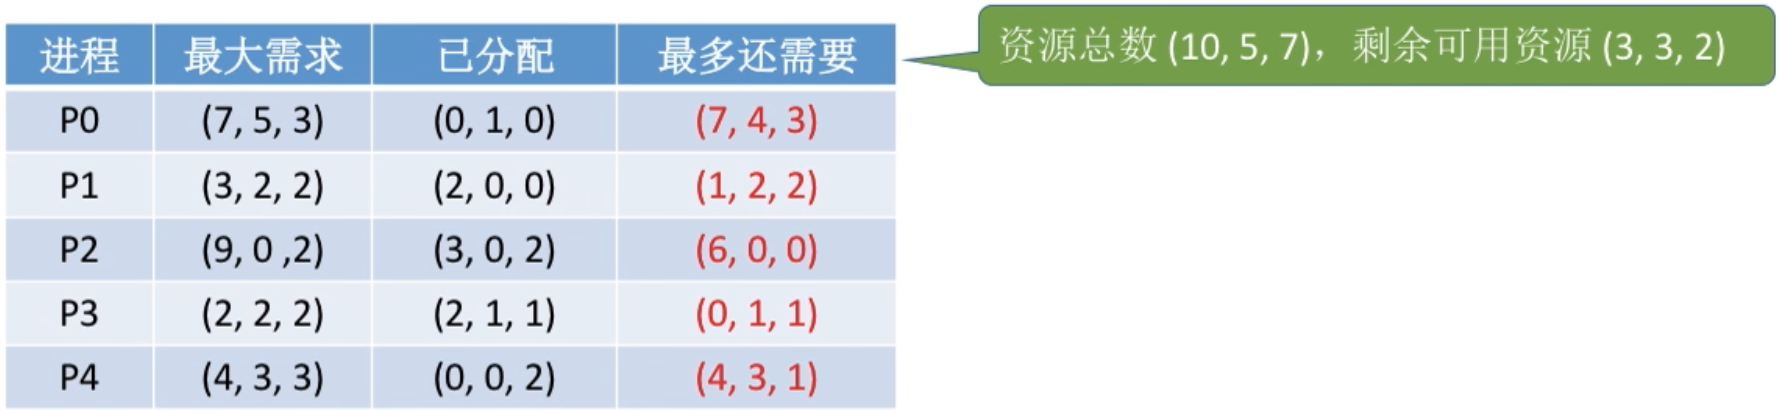 进程 最大需求 已分配 最多还需要
资源总数 (10, 5, 7)，剩余可用资源 (3, 3, 2)
P0 (7, 5, 3) (0, 1, 0) (7, 4, 3)
P1 (3, 2, 2) (2, 0, 0) (1, 2, 2)
P2 (9, 0 ,2) (3, 0, 2) (6, 0, 0)
P3 (2, 2, 2) (2, 1, 1) (0, 1, 1)
P4 (4, 3, 3) (0, 0, 2) (4, 3, 1)